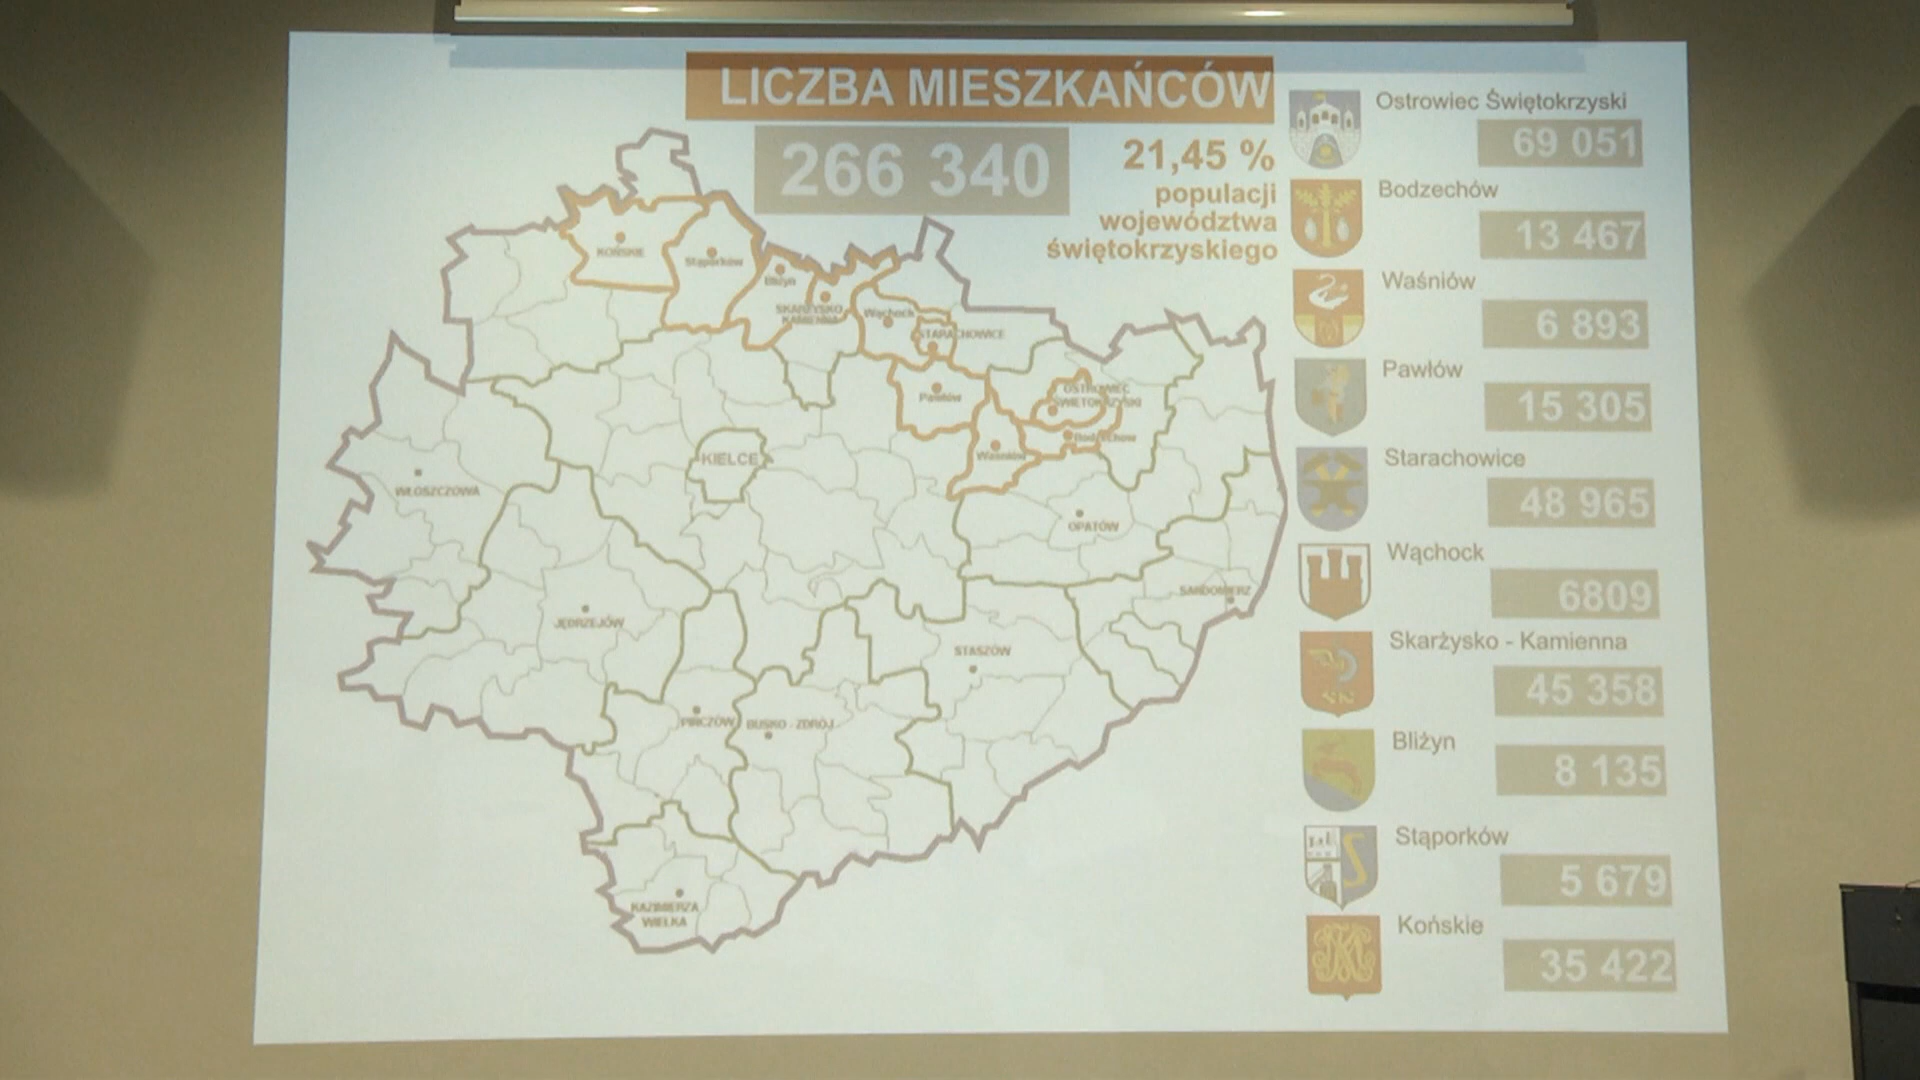 LICZBA MIESZKAŃCÓW
266 340
21,45 %
populacji
województwa
świętokrzyskiego
Ostrowiec Świętokrzyski
69 051
Bodzechów
13 467
Waśniów
6 893
Pawłów
15 305
Starachowice
48 965
Wąchock
6809
Skarżysko - Kamienna
45 358
Bliżyn
8 135
Stąporków
5 679
Końskie
35 422
KOŃSKIE
Stąporków
Bliżyn
SKARŻYSKO
KAMIENNA
Wąchock
STARACHOWICE
Pawłów
OSTROWIEC
ŚWIĘTOKRZYSKI
Bodzechów
Waśniów
KIELCE
WŁOSZCZOWA
OPATÓW
SANDOMIERZ
JĘDRZEJÓW
STASZÓW
PIŃCZÓW
BUSKO - ZDRÓJ
KAZIMIERZA
WIELKA